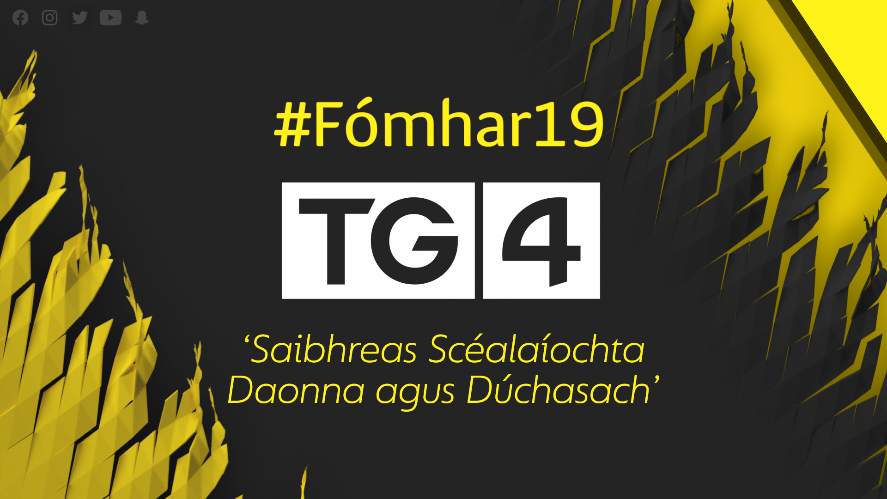 #Fómhar19
TG4
‘Saibhreas Scéalaíochta
Daonna agus Dúchasach’